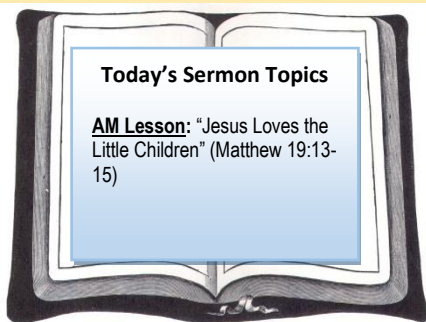 Today's Sermon Topics
AM Lesson: “Jesus Loves the
Little Children” (Matthew 19:13-
15)